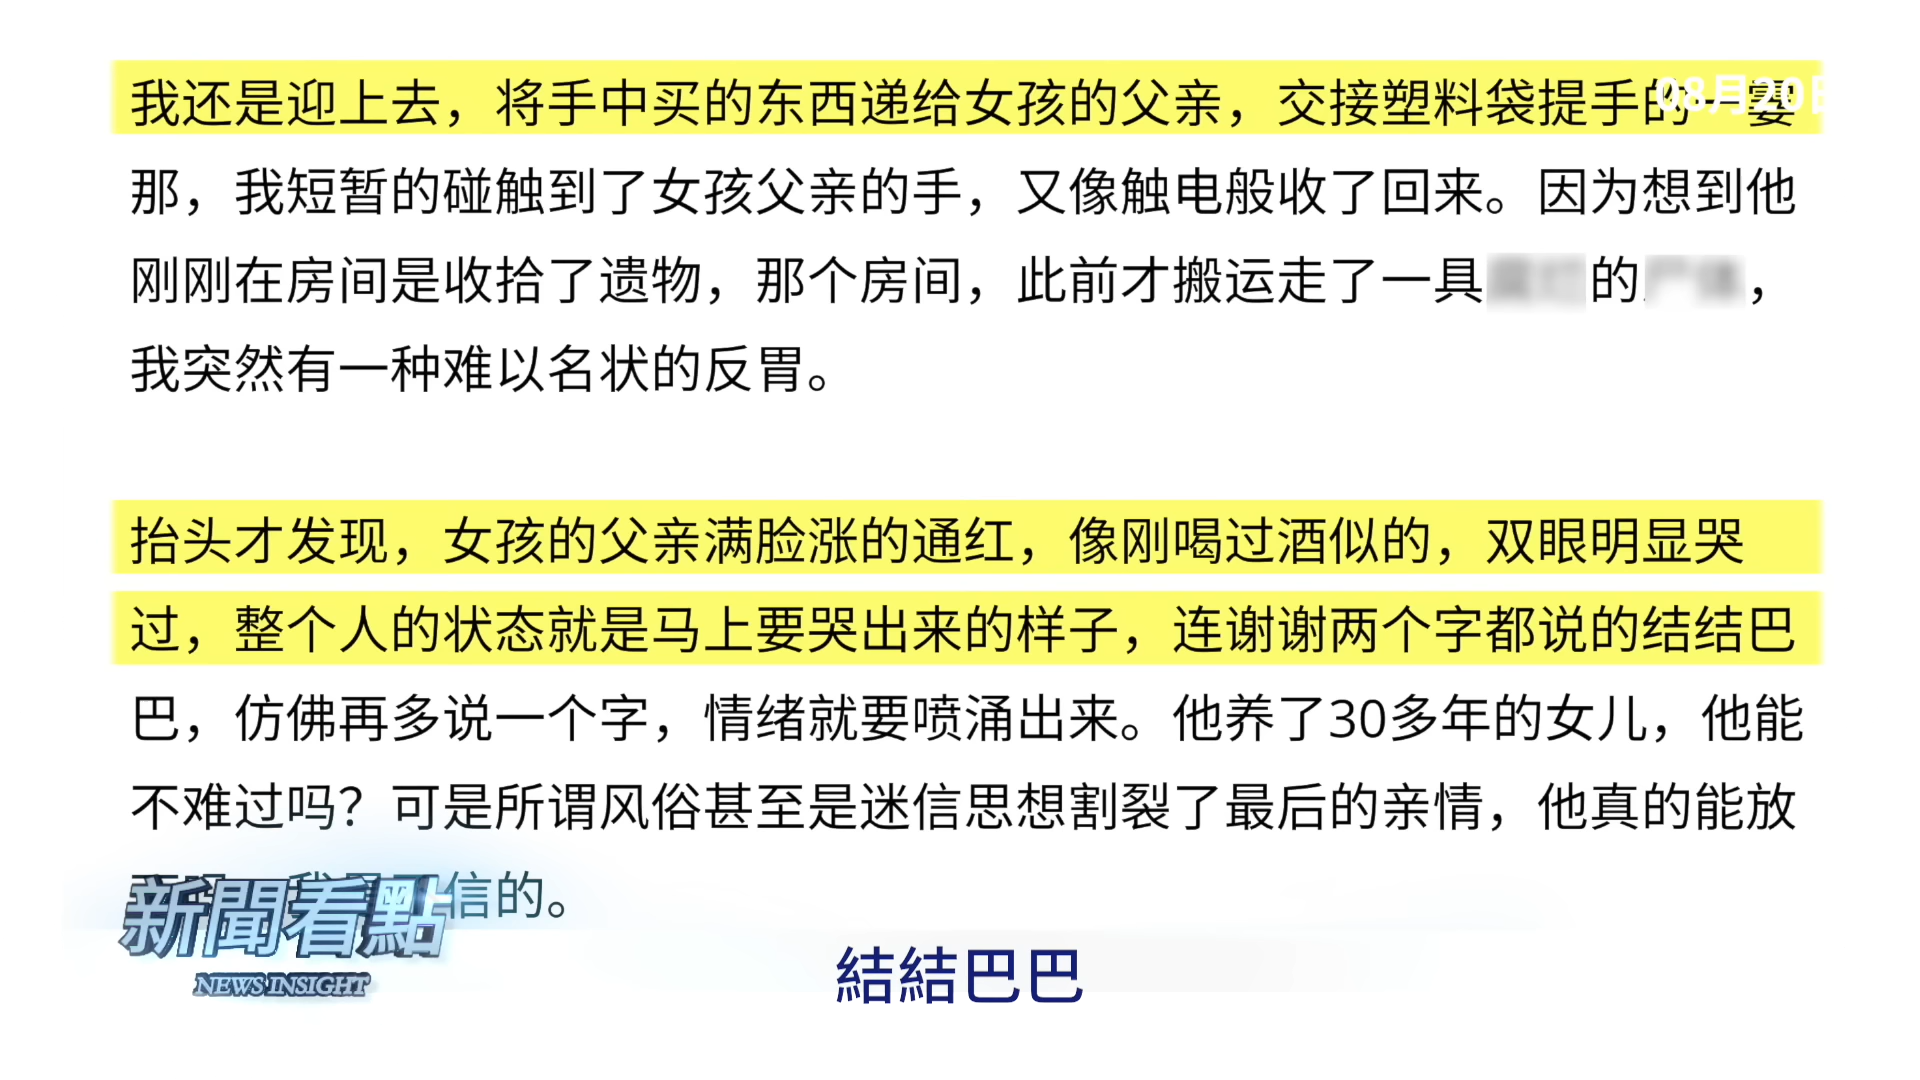 我还是迎上去，将手中买的东西递给女孩的父亲，交接塑料袋提手的一霎
08月20日
那，我短暂的碰触到了女孩父亲的手，又像触电般收了回来。因为想到他
刚刚在房间是收拾了遗物，那个房间，此前才搬运走了一具 的 ，
我突然有一种难以名状的反胃。
抬头才发现，女孩的父亲满脸涨的通红，像刚喝过酒似的，双眼明显哭
过，整个人的状态就是马上要哭出来的样子，连谢谢两个字都说的结结巴
巴，仿佛再多说一个字，情绪就要喷涌出来。他养了30多年的女儿，他能
不难过吗？可是所谓风俗甚至是迷信思想割裂了最后的亲情，他真的能放
信的。
新聞看點
NEWS INSIGHT
結結巴巴